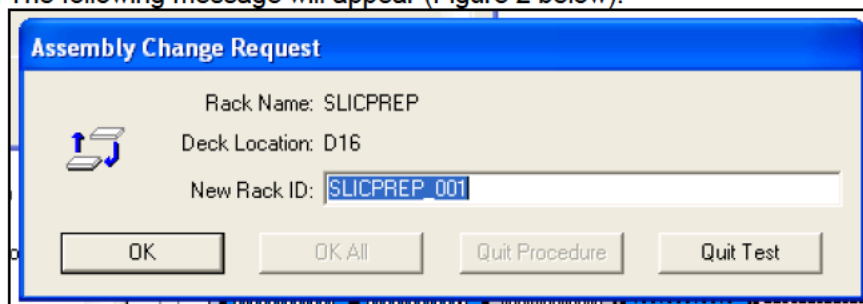 The following message will appear (Figure 2 below).
Assembly Change Request
Rack Name: SLICPREP
Deck Location: D16
New Rack ID: SLICPREP_001
OK
OK All
Quit Procedure
Quit Test